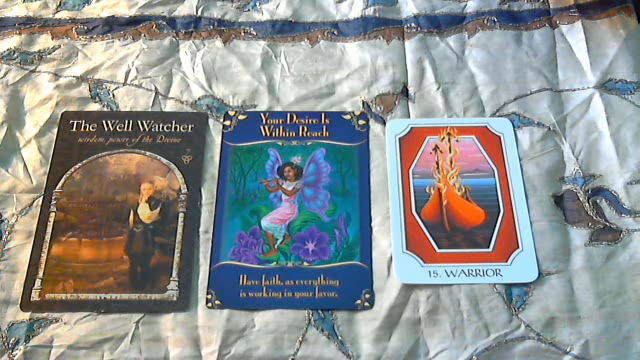 The Well Watcher
wisdom, power of the Divine
7
Your Desire Is
Within Reach
Have faith, as everything
is working in your favor.
15. WARRIOR